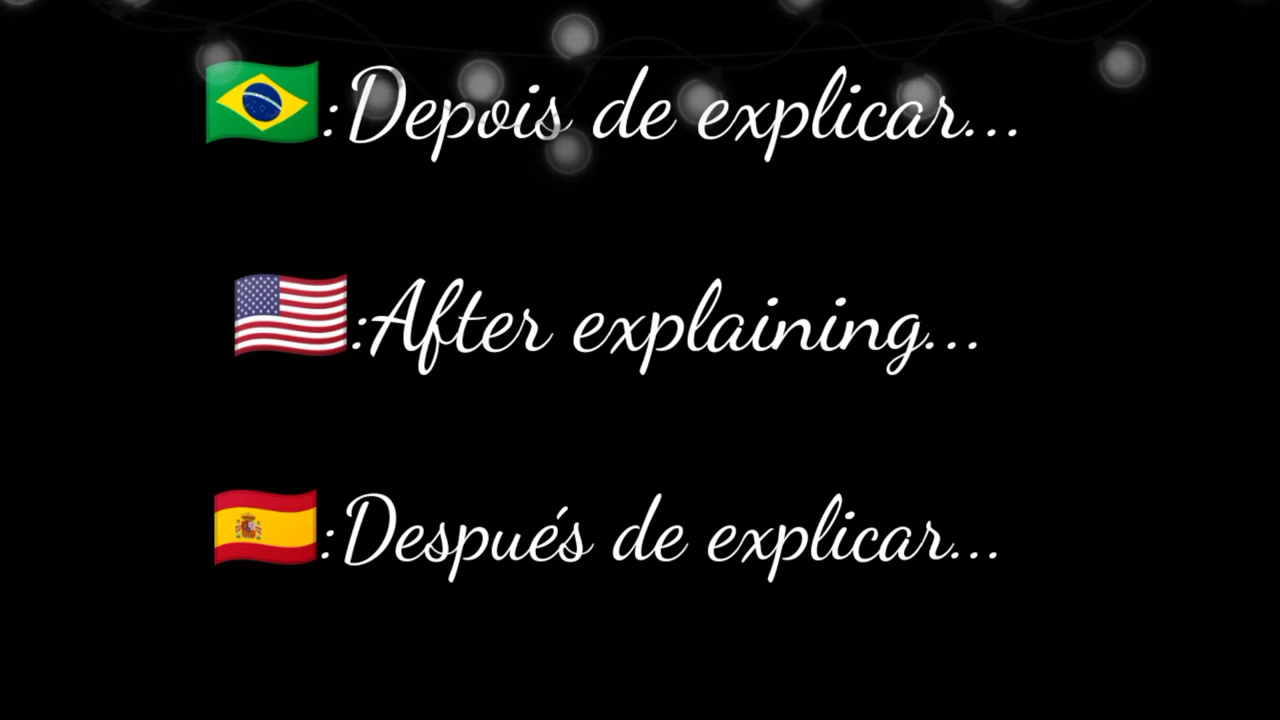 🇧🇷:Depois de explicar...
🇺🇸:After explaining...
🇪🇸:Después de explicar...